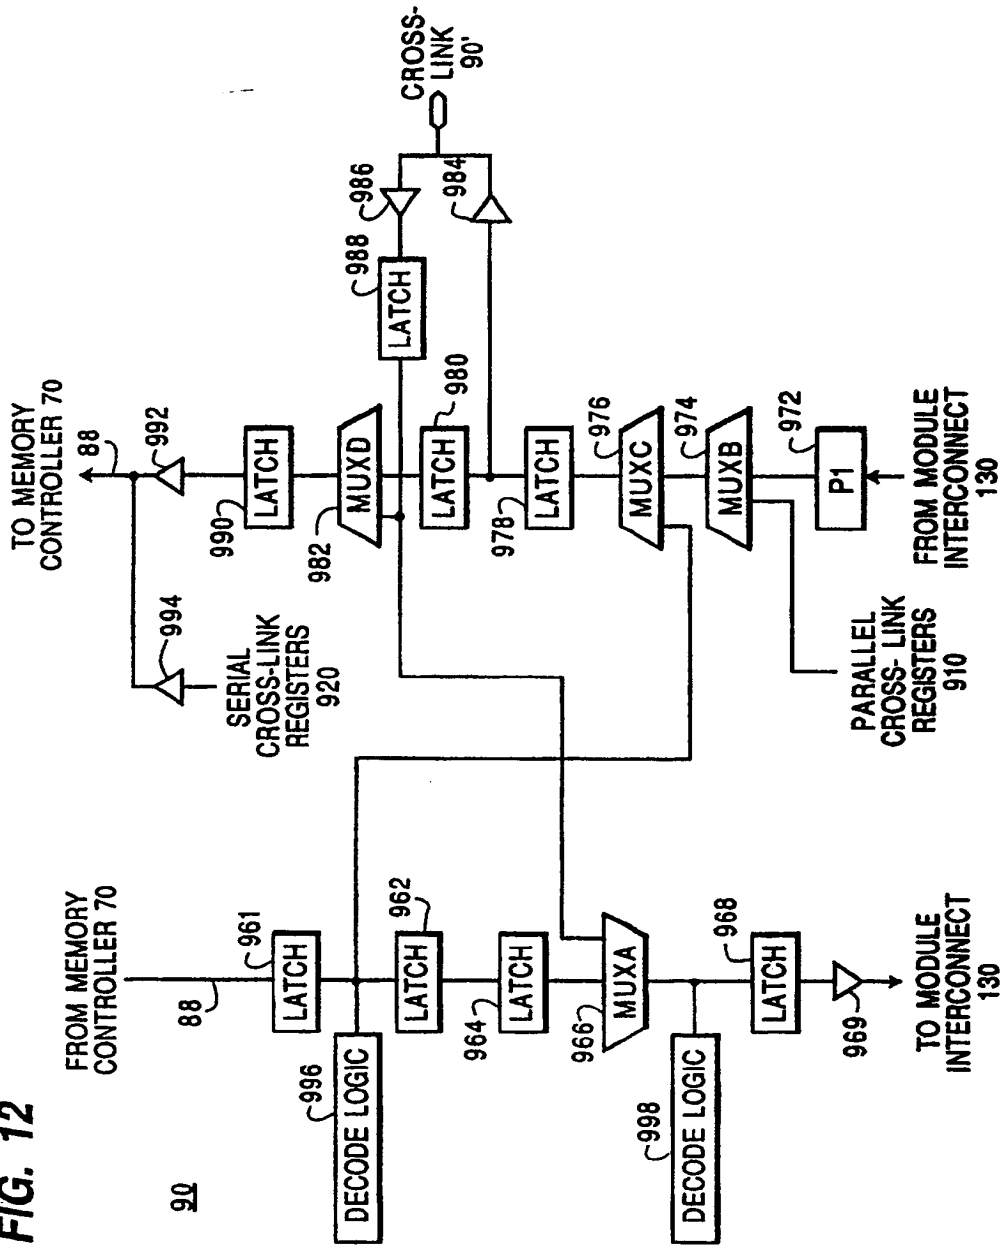 FIG. 12
90
FROM MEMORY
CONTROLLER 70
88
961
LATCH
996
DECODE LOGIC
962
LATCH
964
LATCH
966
MUXA
998
DECODE LOGIC
968
LATCH
969
TO MODULE
INTERCONNECT
130
TO MEMORY
CONTROLLER 70
88
992
994
SERIAL
CROSS-LINK
REGISTERS
920
990
LATCH
982
MUXD
980
LATCH
978
LATCH
976
MUXC
974
MUXB
972
P1
FROM MODULE
INTERCONNECT
130
PARALLEL
CROSS- LINK
REGISTERS
910
988
LATCH
986
984
CROSS-
LINK
90'